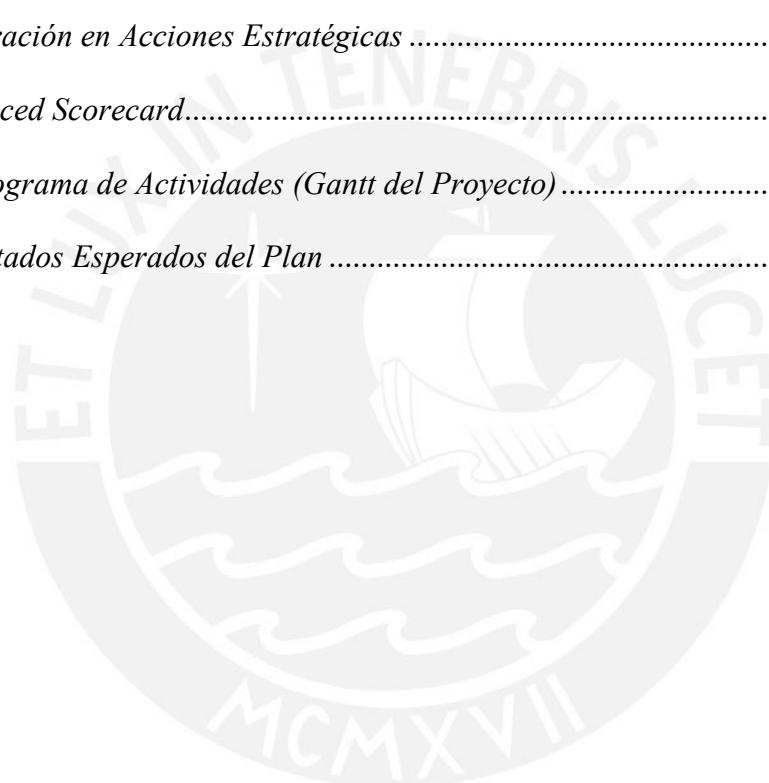 ración en Acciones Estratégicas ........................................................
ced Scorecard............................................................................................
ograma de Actividades (Gantt del Proyecto) ................................
tados Esperados del Plan ....................................................................
ET LUX IN TENEBRIS LUCET
MCMXVII